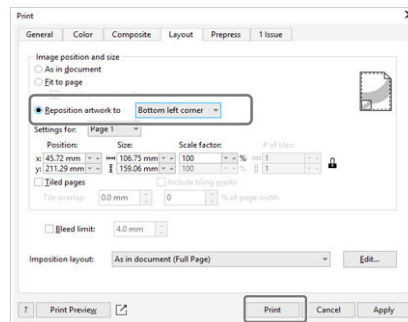 Print
General Color Composite Layout Prepress 1 Issue
Image position and size
As in document
Fit to page
Reposition artwork to Bottom left corner
Settings for: Page 1
Position: Size: Scale factor: # of tiles:
x: 45.72 mm 106.75 mm 100 % 1
y: 211.29 mm 159.06 mm 100 % 1
Tiled pages Include tiling marks
Tile overlap: 0.0 mm 0 % of page width
Bleed limit: 4.0 mm
Imposition layout: As in document (Full Page) Edit...
? Print Preview Print Cancel Apply